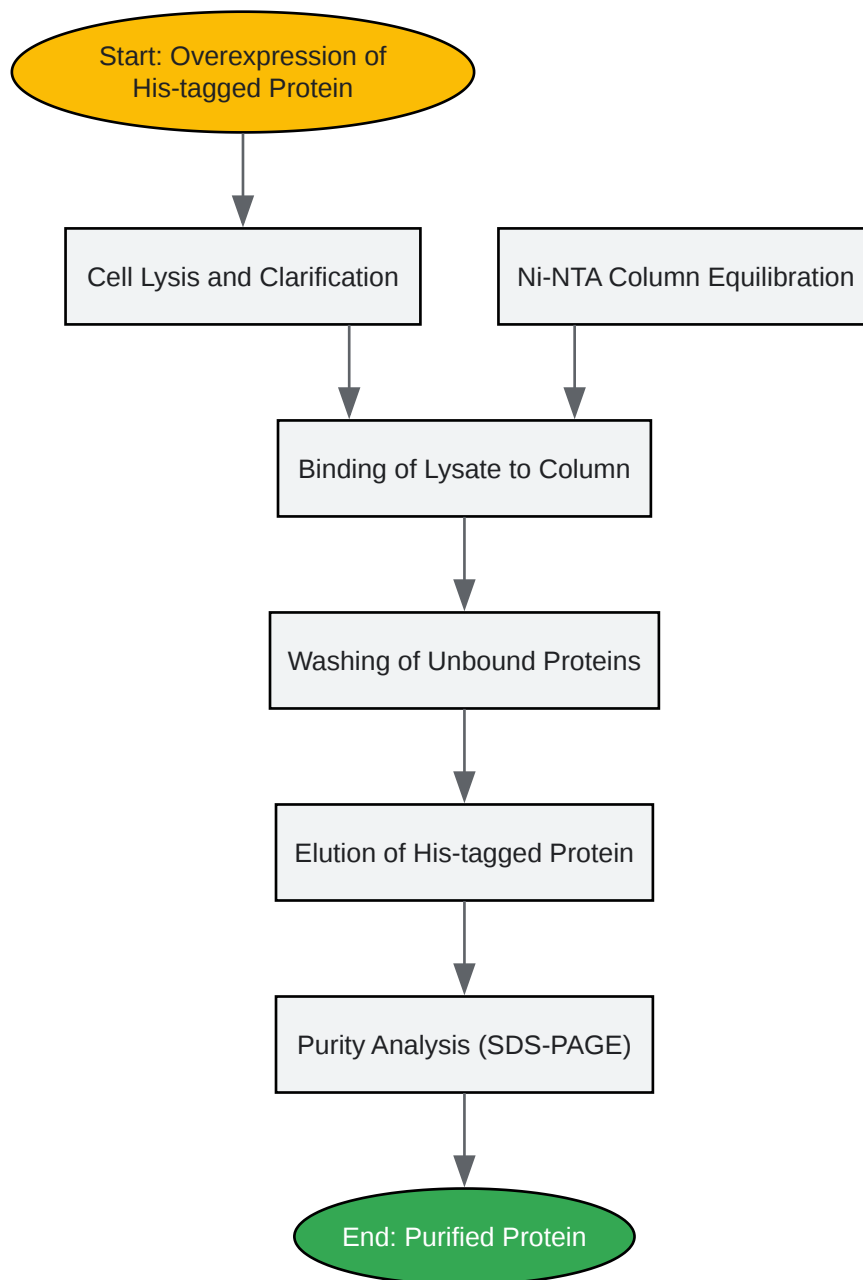 Start: Overexpression of
His-tagged Protein
Cell Lysis and Clarification
Ni-NTA Column Equilibration
Binding of Lysate to Column
Washing of Unbound Proteins
Elution of His-tagged Protein
Purity Analysis (SDS-PAGE)
End: Purified Protein